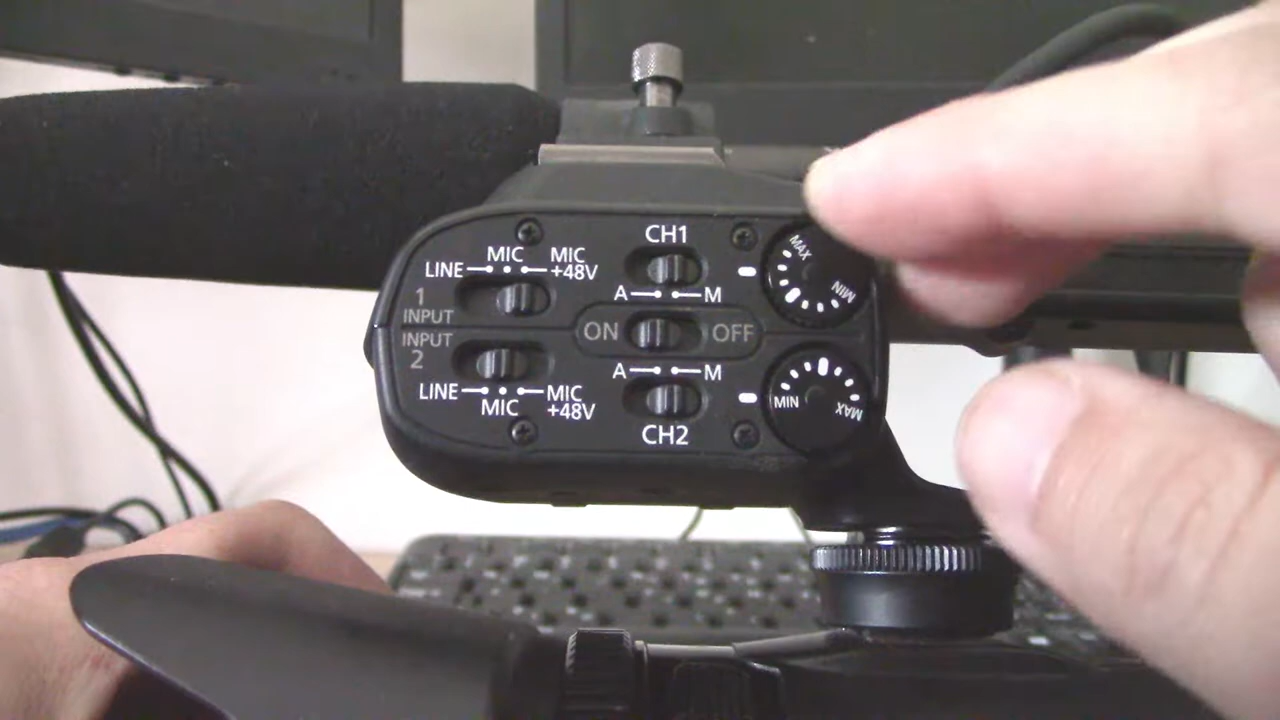 CH1
MIC MIC
LINE +48V
A M
1
INPUT
MAX
MIN
ON OFF
INPUT
2
A M
LINE MIC
MIC +48V
CH2
MIN MAX